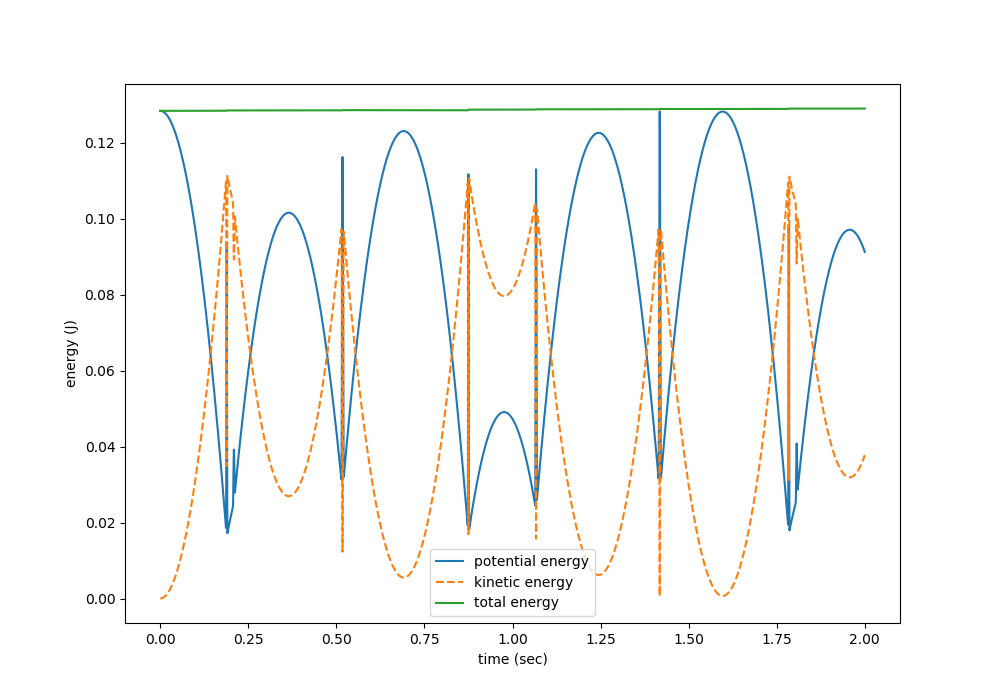 0.12
0.10
0.08
0.06
0.04
0.02
0.00
energy (J)
potential energy
kinetic energy
total energy
0.00 0.25 0.50 0.75 1.00 1.25 1.50 1.75 2.00
time (sec)